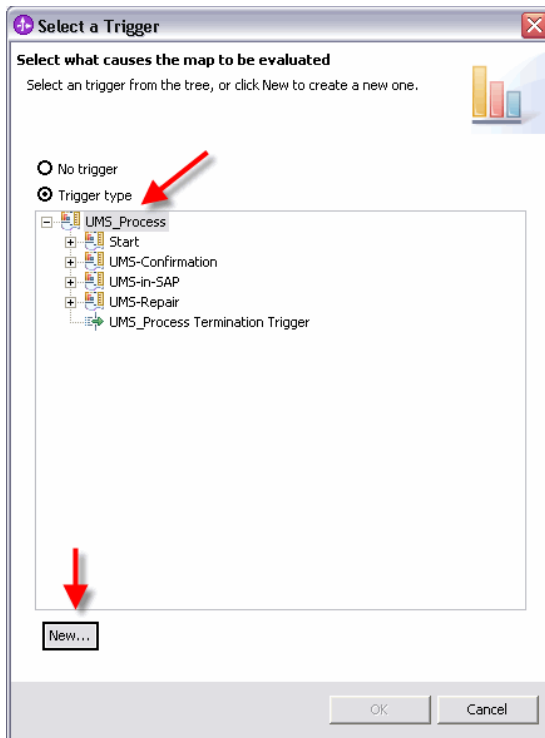 Select a Trigger
Select what causes the map to be evaluated
Select an trigger from the tree, or click New to create a new one.
No trigger
Trigger type
UMS_Process
Start
UMS-Confirmation
UMS-in-SAP
UMS-Repair
UMS_Process Termination Trigger
New...
OK
Cancel